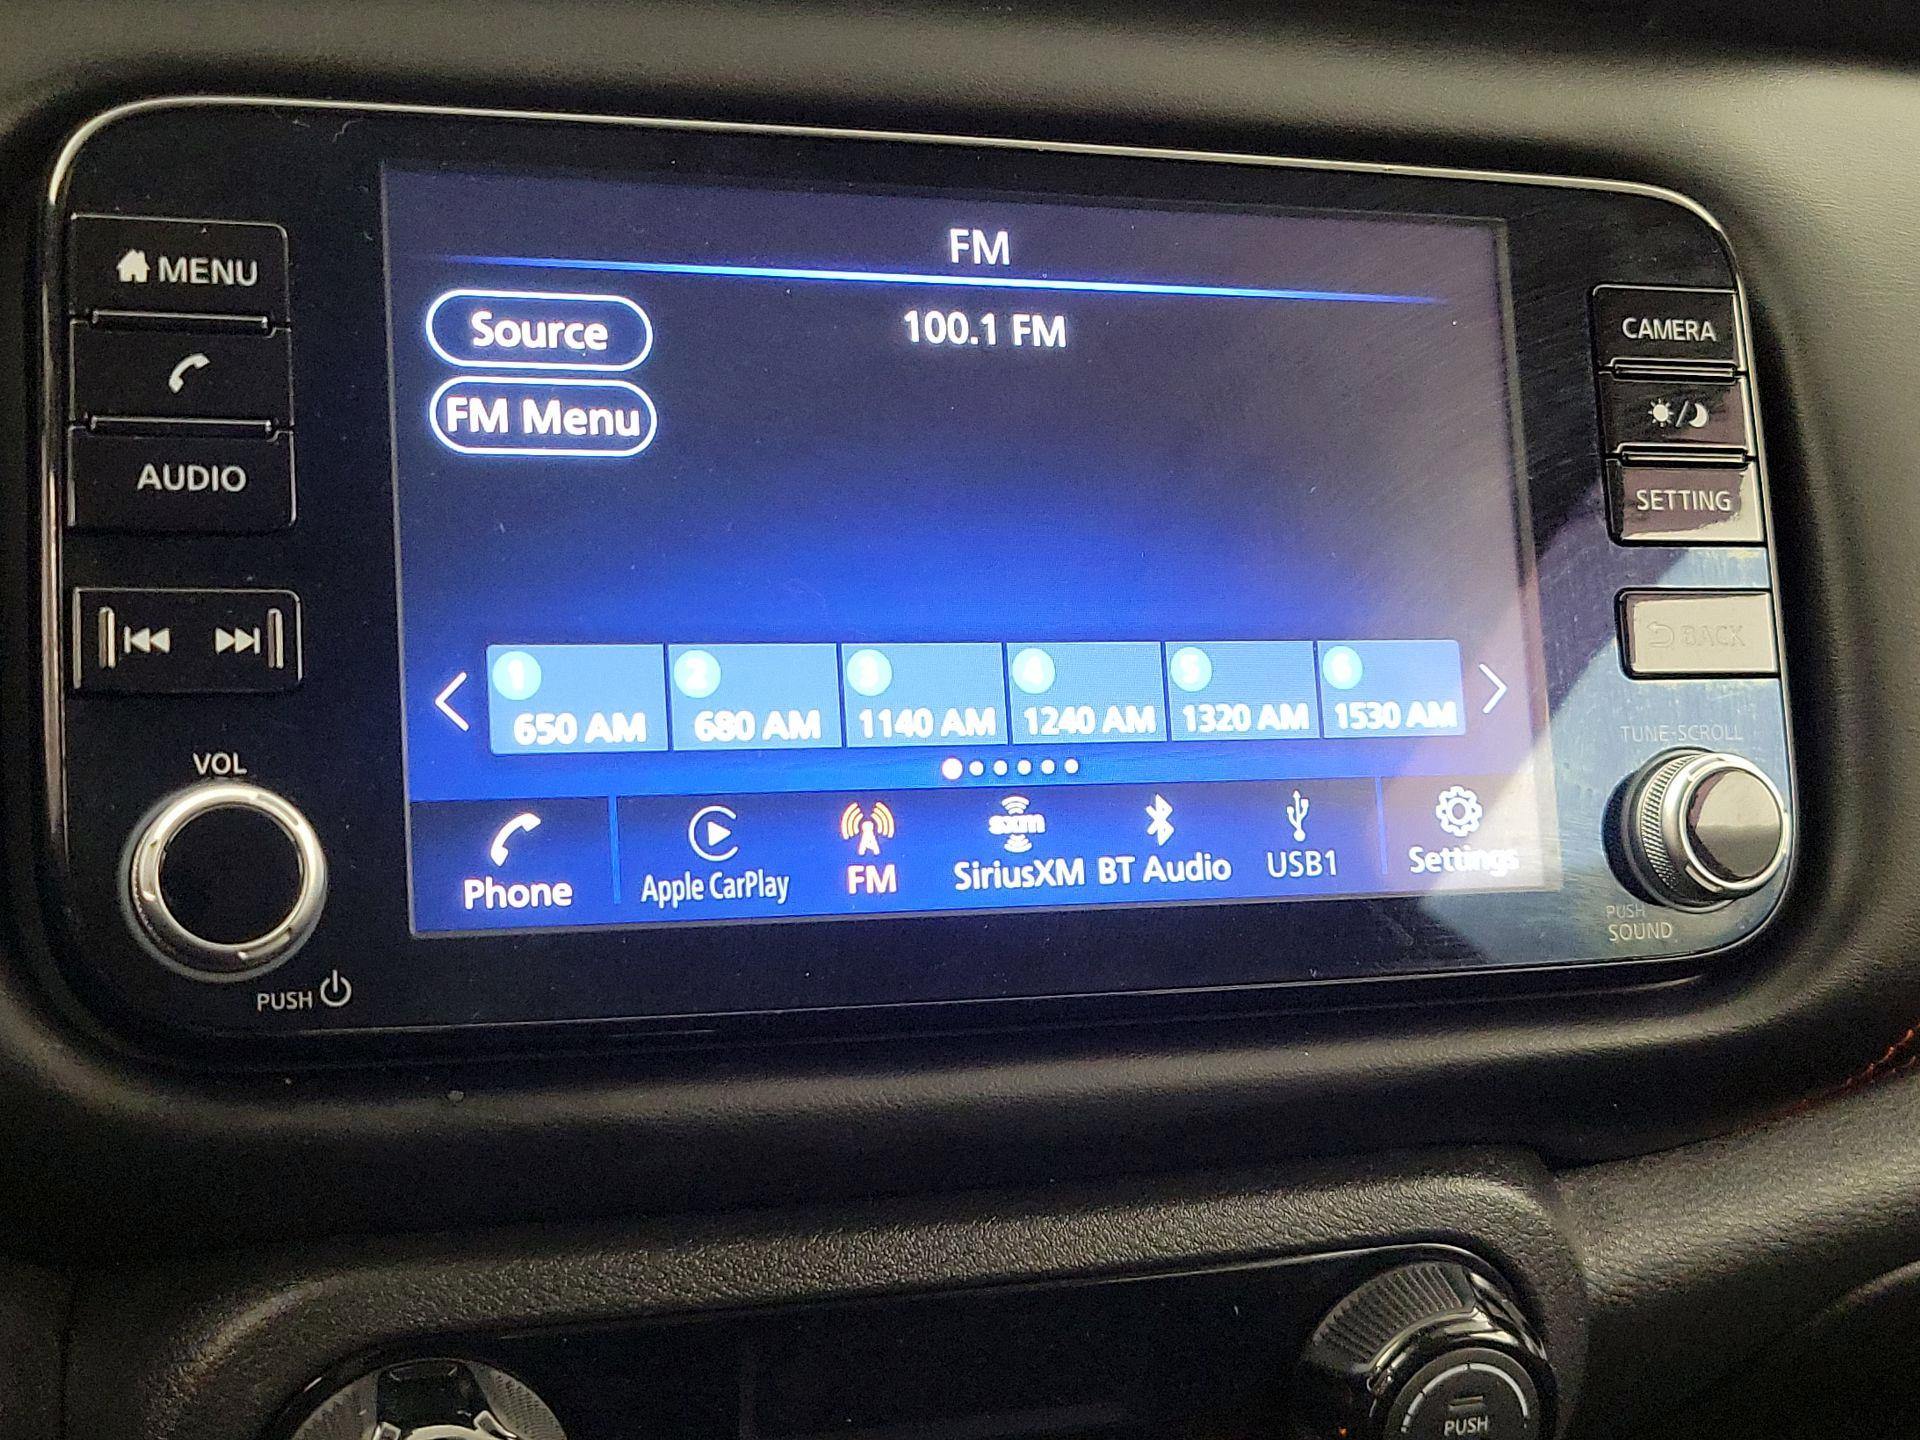 MENU
AUDIO
VOL
PUSH
FM
100.1 FM
Source
FM Menu
1 2 3 4 5 6
650 AM 680 AM 1140 AM 1240 AM 1320 AM 1530 AM
Phone Apple CarPlay FM SiriusXM BT Audio USB1 Settings
sxm
CAMERA
SETTING
BACK
TUNE·SCROLL
PUSH
SOUND
PUSH